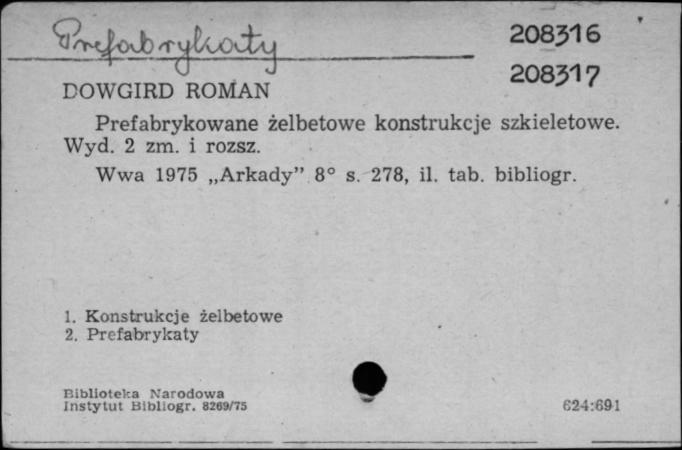 Prefabrykaty
208316
208317
DOWGIRD ROMAN
Prefabrykowane żelbetowe konstrukcje szkieletowe.
Wyd. 2 zm. i rozsz.
Wwa 1975 „Arkady” 8° s. 278, il. tab. bibliogr.
1. Konstrukcje żelbetowe
2. Prefabrykaty
Biblioteka Narodowa
Instytut Bibliogr. 8269/75
624:691